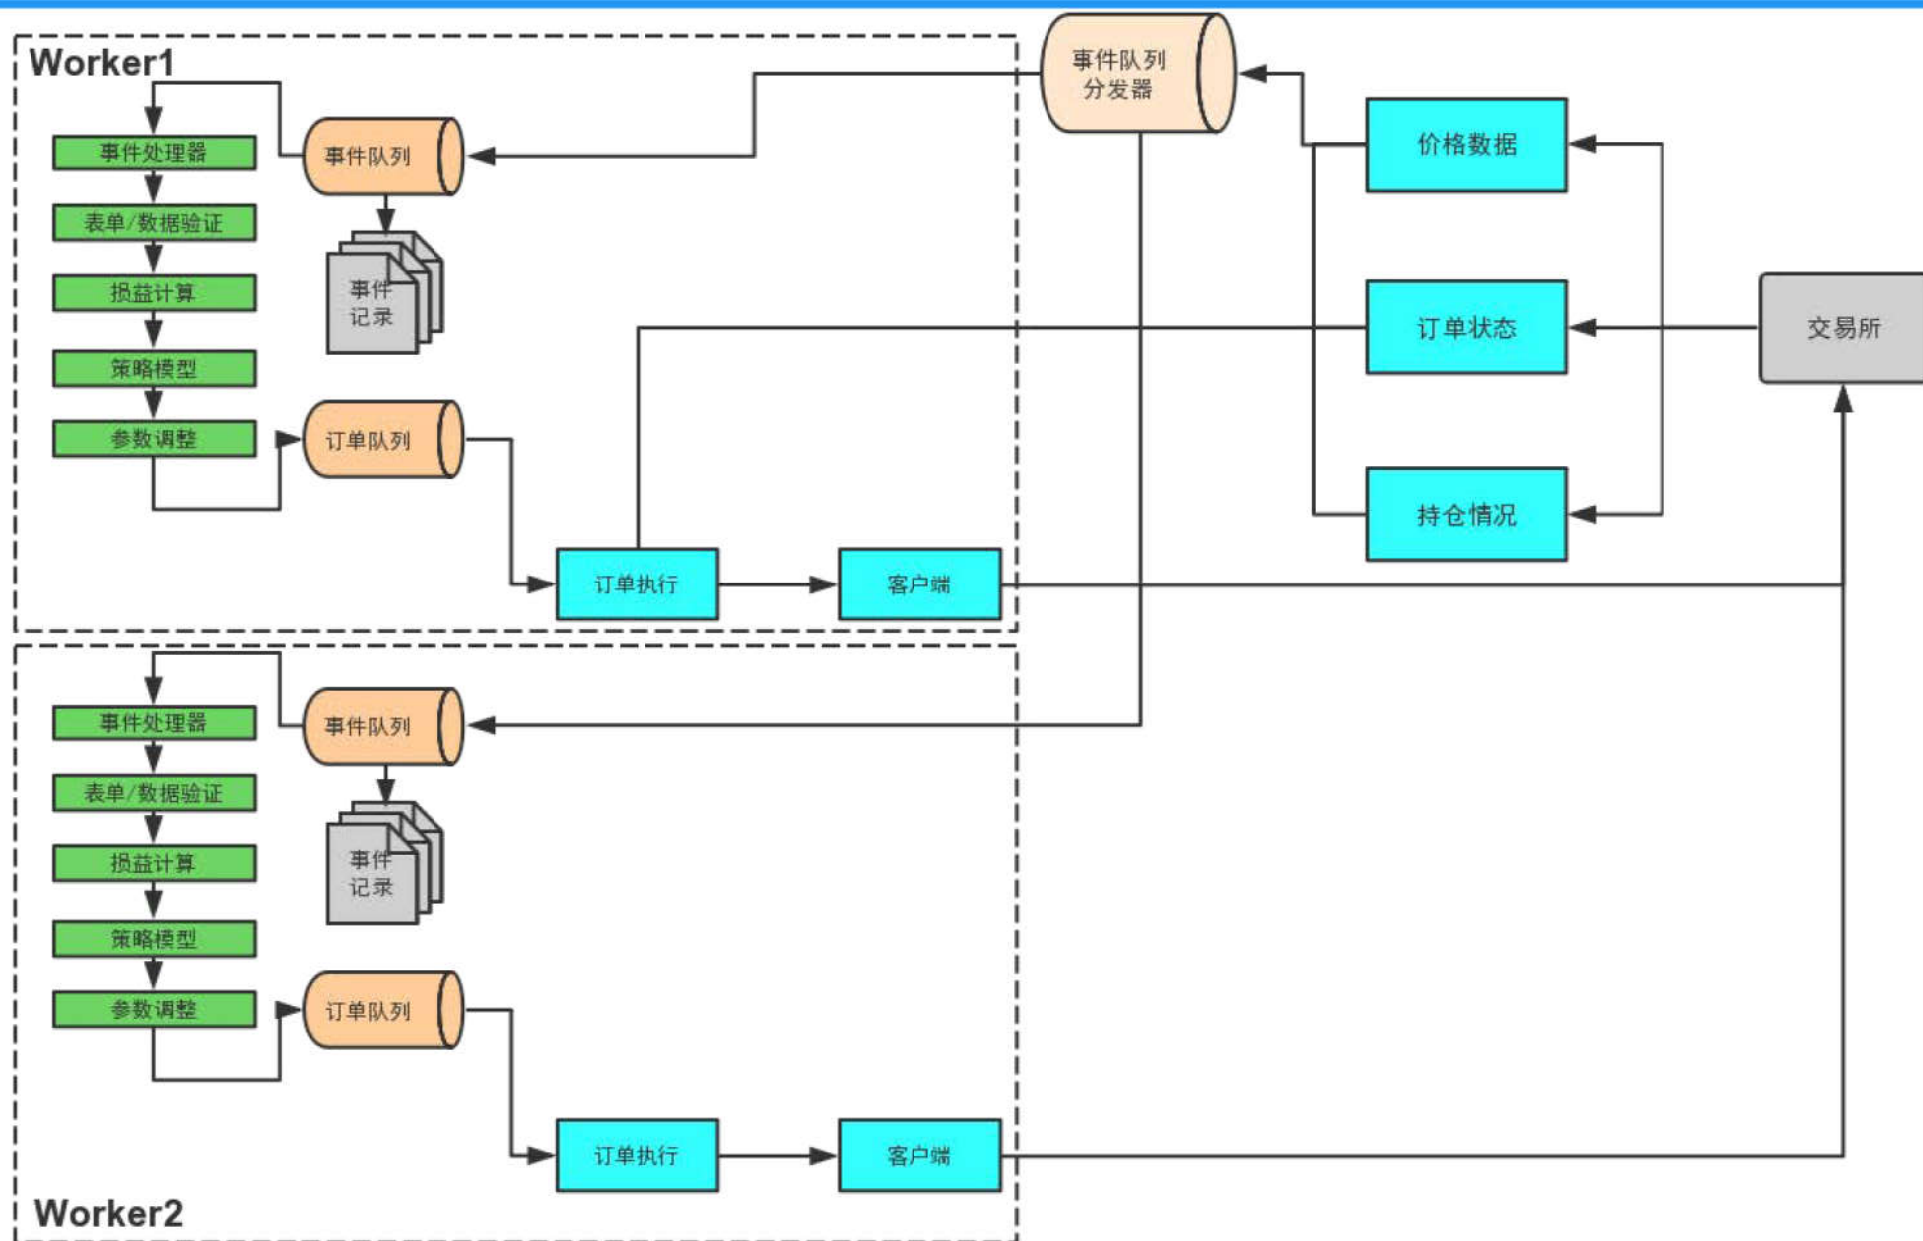 Worker1
事件处理器
表单/数据验证
损益计算
策略模型
参数调整
事件队列
事件
记录
订单队列
订单执行
客户端
事件队列
分发器
价格数据
订单状态
持仓情况
交易所
事件处理器
表单/数据验证
损益计算
策略模型
参数调整
事件队列
事件
记录
订单队列
订单执行
客户端
Worker2